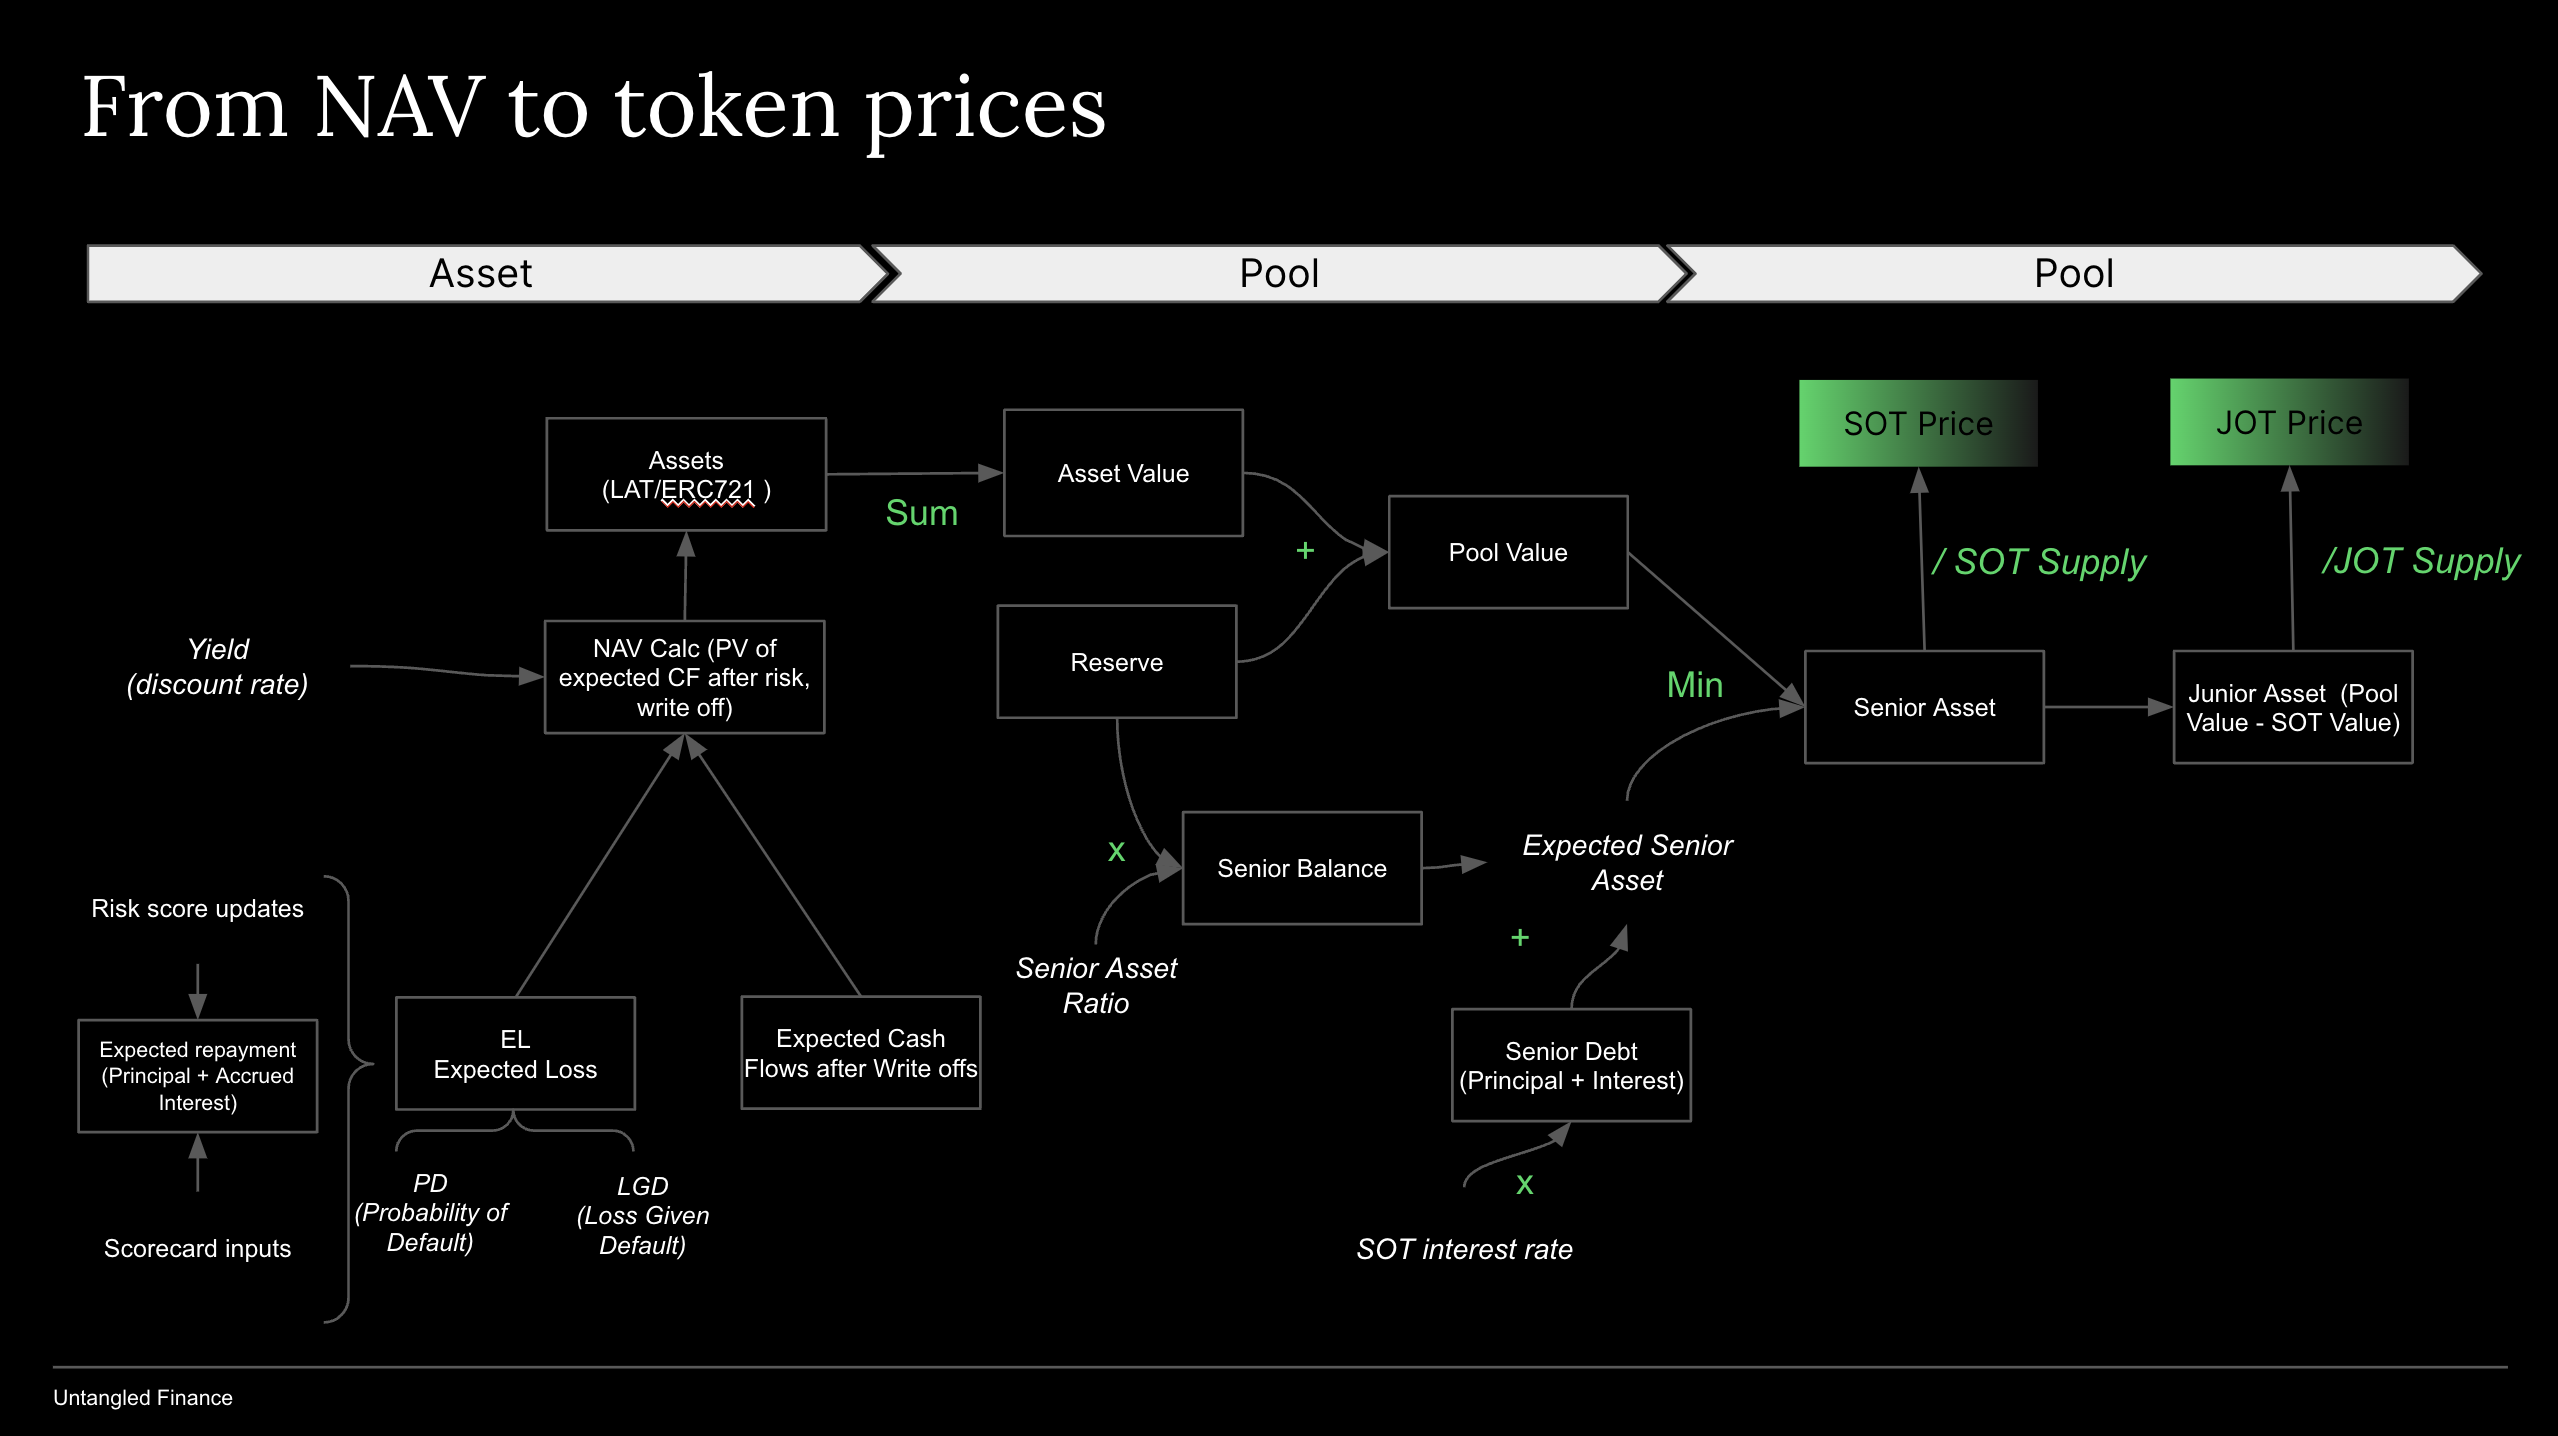 From NAV to token prices
Asset
Pool
Pool
Assets
(LAT/ERC721 )
Sum
Asset Value
+
Reserve
Pool Value
SOT Price
JOT Price
/ SOT Supply
/JOT Supply
Yield
(discount rate)
NAV Calc (PV of
expected CF after risk,
write off)
Min
Senior Asset
Junior Asset  (Pool
Value - SOT Value)
x
Senior Balance
Expected Senior
Asset
Senior Asset
Ratio
+
Senior Debt
(Principal + Interest)
x
SOT interest rate
Risk score updates
Expected repayment
(Principal + Accrued
Interest)
Scorecard inputs
EL
Expected Loss
Expected Cash
Flows after Write offs
PD
(Probability of
Default)
LGD
(Loss Given
Default)
Untangled Finance